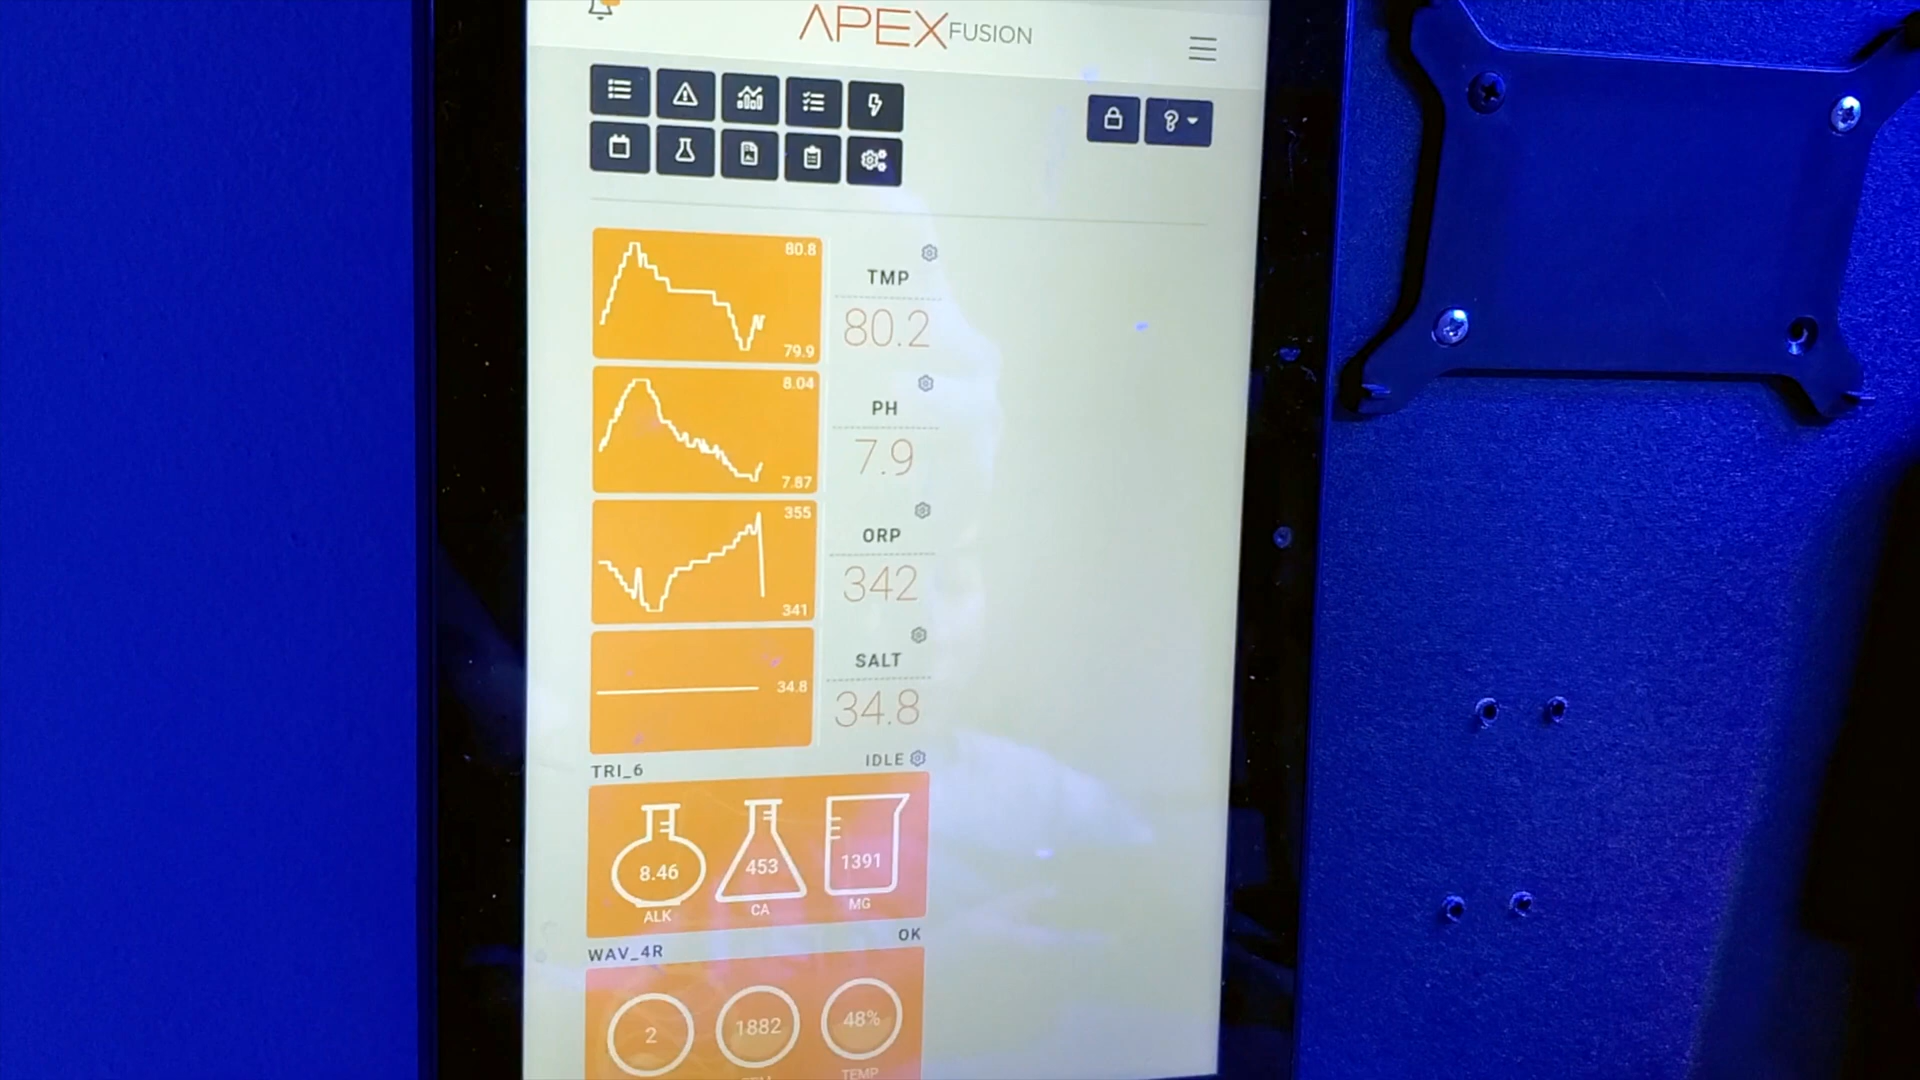 APEX FUSION
?
80.8
TMP
80.2
79.9
8.04
PH
7.9
7.87
355
ORP
342
341
SALT
34.8
34.8
TRI_6
IDLE
8.46
453
1391
ALK
CA
MG
WAV_4R
OK
2
1882
48%
TEMP